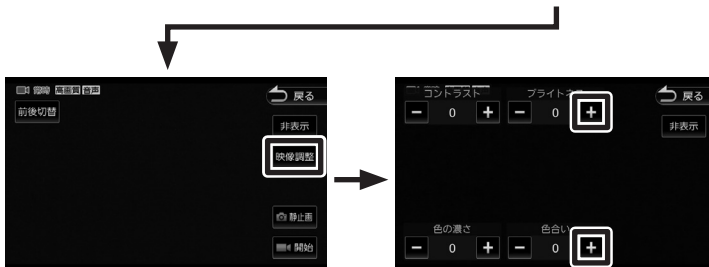 常時 高画質 音声
戻る
前後切替
非表示
映像調整
静止画
開始
コントラスト
ブライトネス
− 0 +
− 0 +
戻る
非表示
色の濃さ
色合い
− 0 +
− 0 +